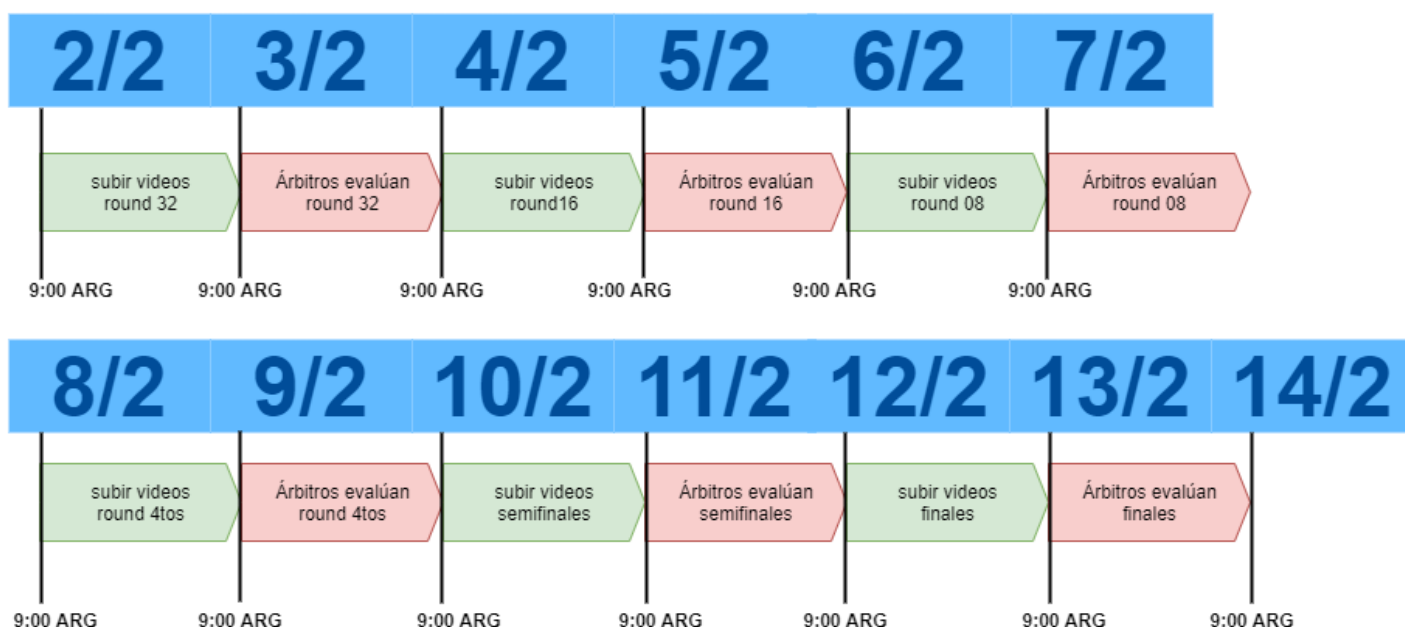 2/2 3/2 4/2 5/2 6/2 7/2
subir videos
round 32
Árbitros evalúan
round 32
subir videos
round16
Árbitros evalúan
round 16
subir videos
round 08
Árbitros evalúan
round 08
9:00 ARG 9:00 ARG 9:00 ARG 9:00 ARG 9:00 ARG 9:00 ARG
8/2 9/2 10/2 11/2 12/2 13/2 14/2
subir videos
round 4tos
Árbitros evalúan
round 4tos
subir videos
semifinales
Árbitros evalúan
semifinales
subir videos
finales
Árbitros evalúan
finales
9:00 ARG 9:00 ARG 9:00 ARG 9:00 ARG 9:00 ARG 9:00 ARG 9:00 ARG